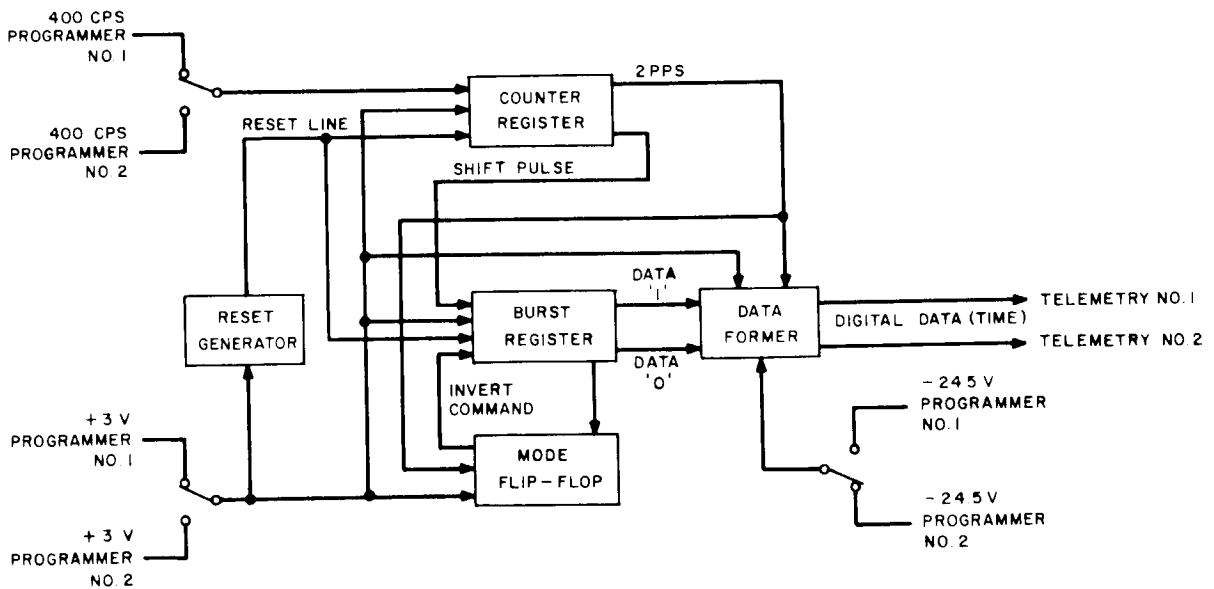 400 CPS
PROGRAMMER
NO. 1
400 CPS
PROGRAMMER
NO. 2
RESET LINE
COUNTER
REGISTER
2 PPS
SHIFT PULSE
RESET
GENERATOR
BURST
REGISTER
DATA
'1'
DATA
'0'
DATA
FORMER
TELEMETRY NO. 1
DIGITAL DATA (TIME)
TELEMETRY NO. 2
INVERT
COMMAND
MODE
FLIP-FLOP
+3 V
PROGRAMMER
NO. 1
+3 V
PROGRAMMER
NO. 2
-24.5 V
PROGRAMMER
NO. 1
-24.5 V
PROGRAMMER
NO. 2